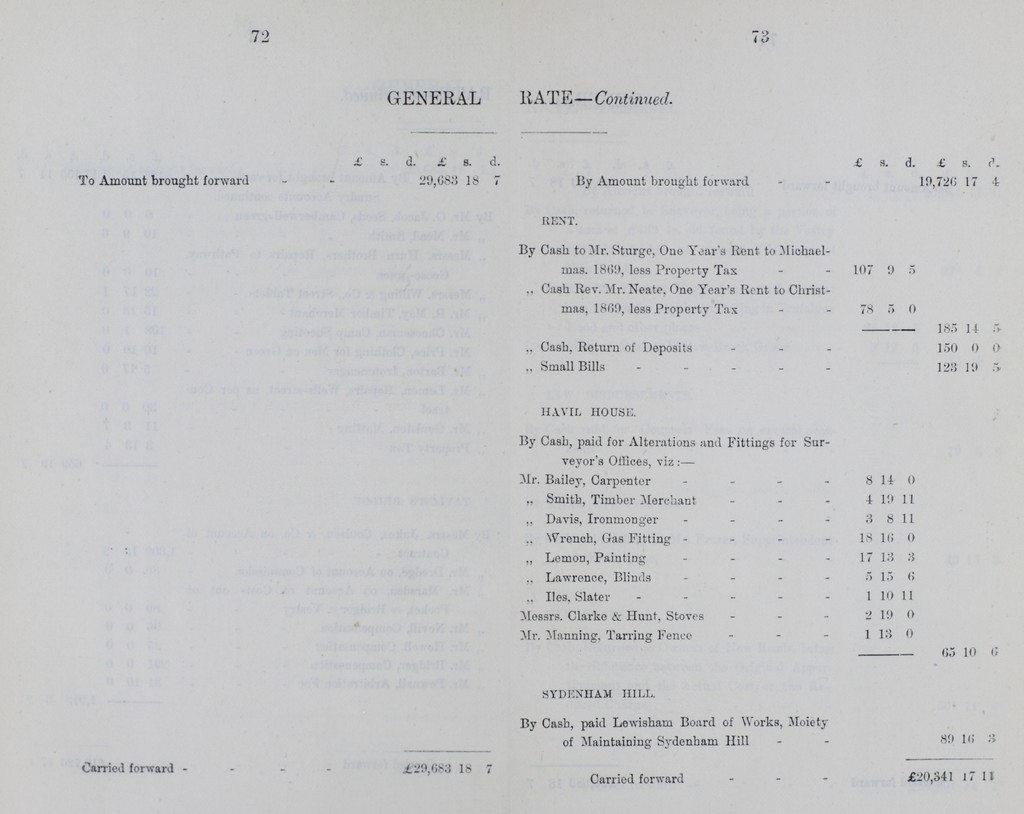 72
GENERAL
£ s. d. £ s. d.
To Amount brought forward - - 29,683 18 7
Carried forward - - - - £29,683 18 7
73
RATE—Continued.
£ s. d. £ s. d.
By Amount brought forward - - 19,726 17 4
RENT.
By Cash to Mr. Sturge, One Year's Rent to Michael-
mas, 1869, less Property Tax - - 107 9 5
„ Cash Rev. Mr. Neate, One Year's Rent to Christ-
mas, 1869, less Property Tax - - 78 5 0
185 14 5
„ Cash, Return of Deposits - - - 150 0 0
„ Small Bills - - - - - 123 19 5
HAVIL HOUSE.
By Cash, paid for Alterations and Fittings for Sur-
veyor's Offices, viz :—
Mr. Bailey, Carpenter - - - - 8 14 0
„ Smith, Timber Merchant - - - 4 19 11
„ Davis, Ironmonger - - - - 3 8 11
„ Wrench, Gas Fitting - - - 18 16 0
„ Lemon, Painting - - - - 17 13 3
„ Lawrence, Blinds - - - - 5 15 6
„ Iles, Slater - - - - - 1 10 11
Messrs. Clarke & Hunt, Stoves - - - 2 19 0
Mr. Manning, Tarring Fence - - - 1 13 0
65 10 6
SYDENHAM HILL.
By Cash, paid Lewisham Board of Works, Moiety
of Maintaining Sydenham Hill - - 89 16 3
Carried forward - - - £20,341 17 11